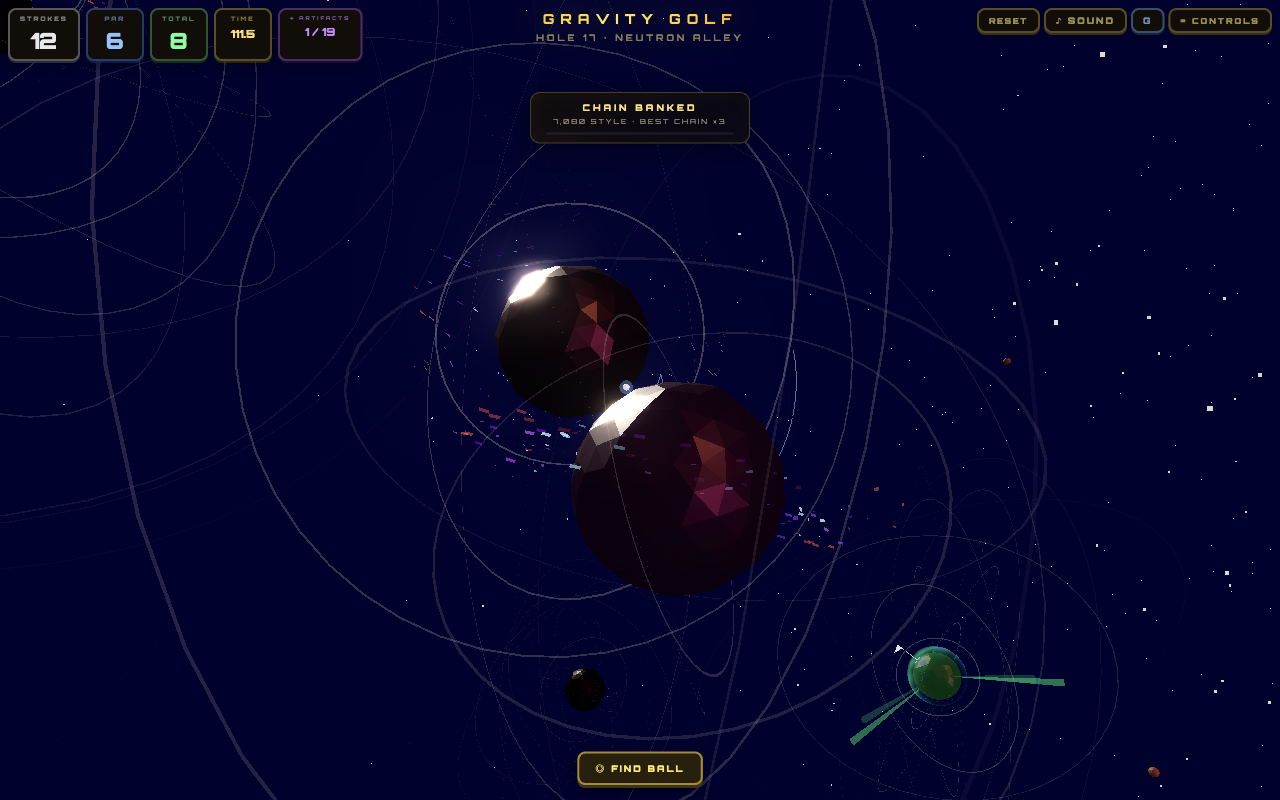 STROKES
12
PAR
6
TOTAL
8
TIME
111.5
✦ ARTIFACTS
1 / 19
GRAVITY GOLF
HOLE 17 · NEUTRON ALLEY
RESET
♪ SOUND
G
CONTROLS
CHAIN BANKED
7,080 STYLE · BEST CHAIN ×3
FIND BALL